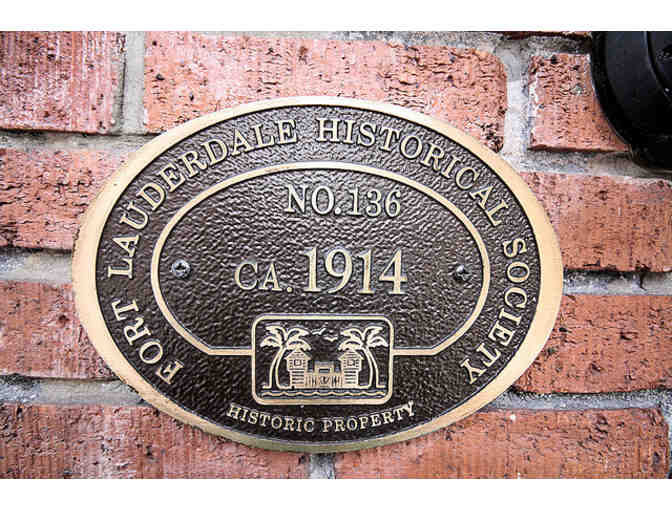 FORT LAUDERDALE HISTORICAL SOCIETY
NO.136
CA. 1914
HISTORIC PROPERTY